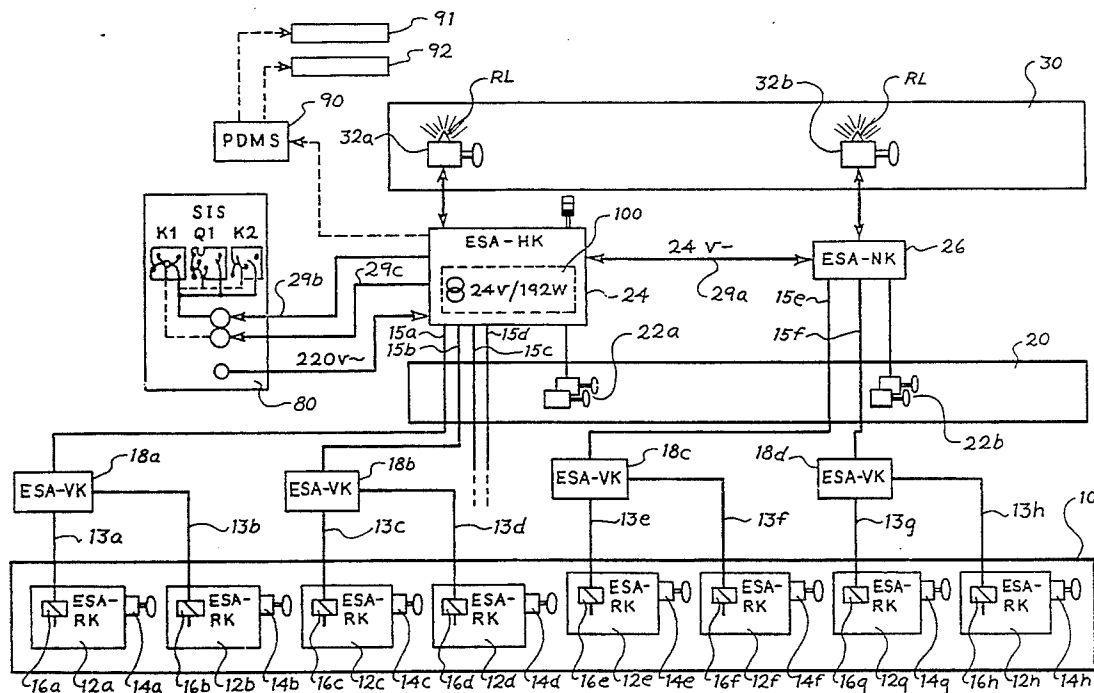 91
92
90
PDMS
RL
32a
32b
RL
30
SIS
K1 Q1 K2
29b
29c
ESA-HK
100
24v/192W
24
24 v-
29a
ESA-NK
26
15e
15f
15a
15b
15d
15c
220v~
80
22a
20
22b
18a
ESA-VK
18b
ESA-VK
18c
ESA-VK
18d
ESA-VK
13a
13b
13c
13d
13e
13f
13g
13h
10
ESA-RK
ESA-RK
ESA-RK
ESA-RK
ESA-RK
ESA-RK
ESA-RK
ESA-RK
16a 12a 14a 16b 12b 14b 16c 12c 14c 16d 12d 14d 16e 12e 14e 16f 12f 14f 16g 12g 14g 16h 12h 14h